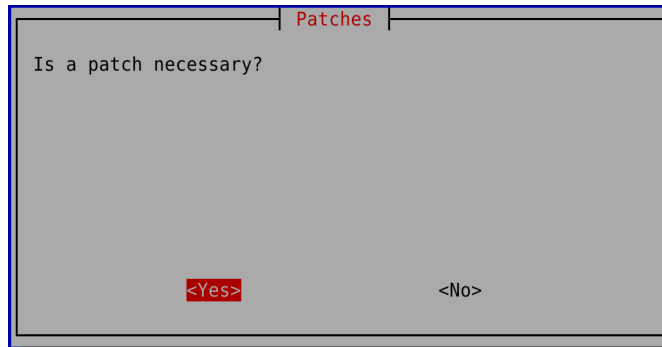 Patches
Is a patch necessary?
<Yes> <No>